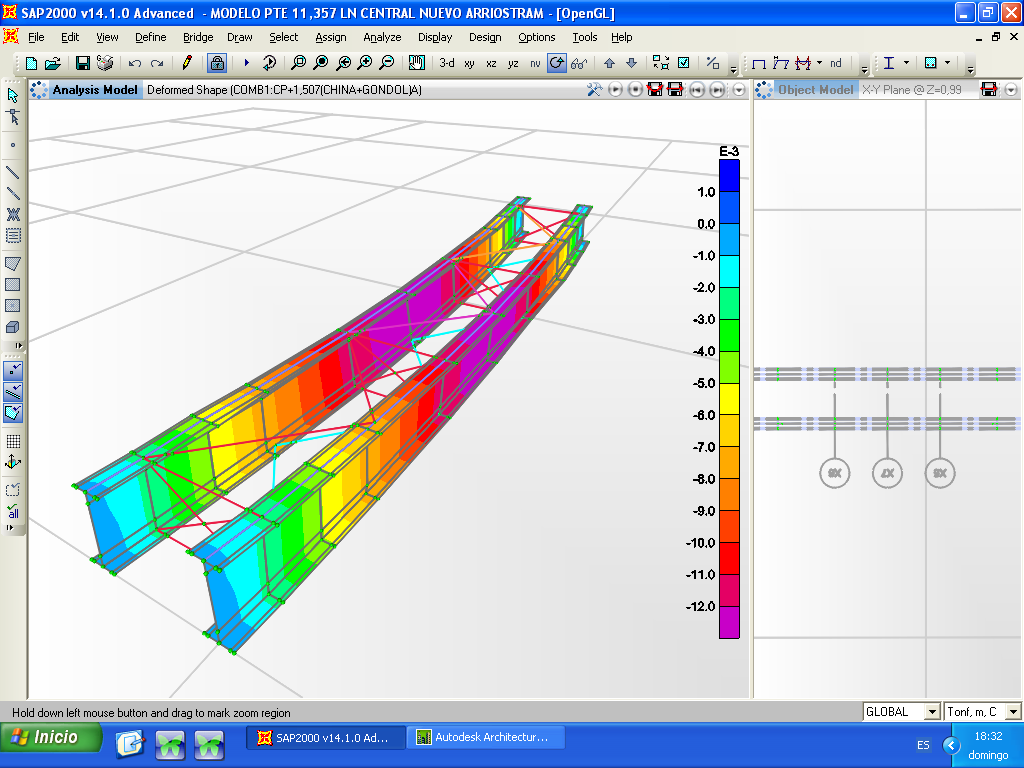 SAP2000 v14.1.0 Advanced - MODELO PTE 11,357 LN CENTRAL NUEVO ARRIOSTRAM - [OpenGL]
File Edit View Define Bridge Draw Select Assign Analyze Display Design Options Tools Help
3-d xy xz yz nv nd
Analysis Model Deformed Shape (COMB1:CP+1,507(CHINA+GONDOL)A)
Object Model X-Y Plane @ Z=0,99
E-3
1.0
0.0
-1.0
-2.0
-3.0
-4.0
-5.0
-6.0
-7.0
-8.0
-9.0
-10.0
-11.0
-12.0
X7
all
Hold down left mouse button and drag to mark zoom region
GLOBAL Tonf, m, C
Inicio
SAP2000 v14.1.0 Ad...
Autodesk Architectur...
ES
18:32
domingo